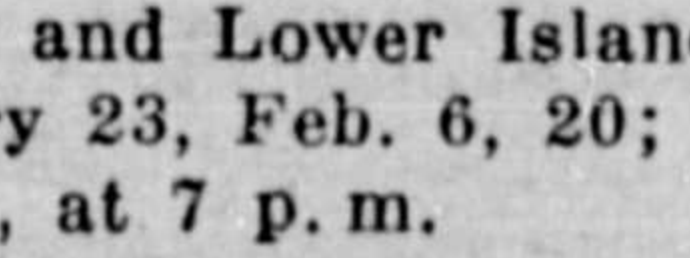 and Lower Islan
y 23, Feb. 6, 20;
, at 7 p. m.